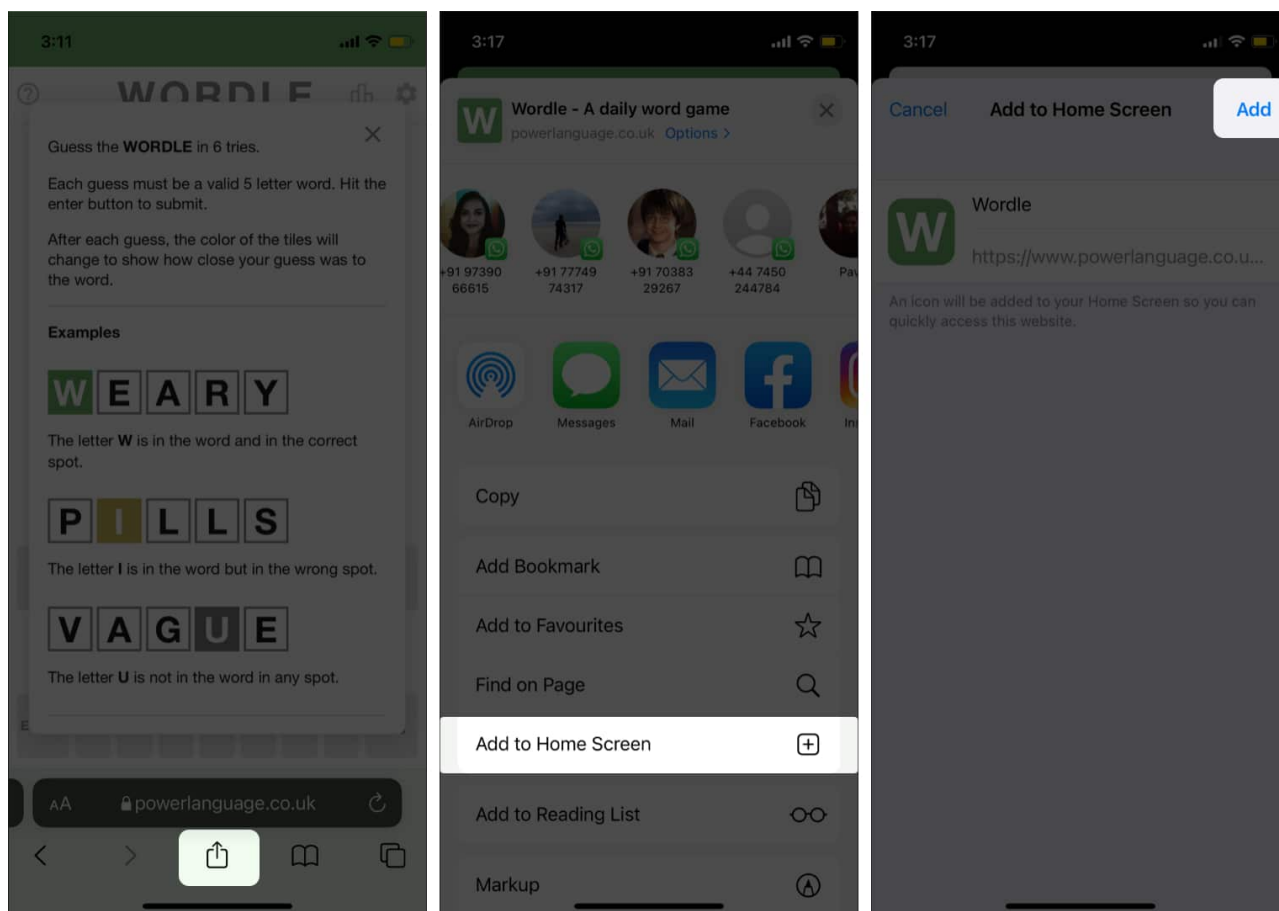 3:11
WORDLE
Guess the WORDLE in 6 tries.
Each guess must be a valid 5 letter word. Hit the
enter button to submit.
After each guess, the color of the tiles will
change to show how close your guess was to
the word.
Examples
WEARY
The letter W is in the word and in the correct
spot.
PILLS
The letter I is in the word but in the wrong spot.
VAGUE
The letter U is not in the word in any spot.
E
AA powerlanguage.co.uk
3:17
W
Wordle - A daily word game
powerlanguage.co.uk Options >
+91 97390
66615
+91 77749
74317
+91 70383
29267
+44 7450
244784
Pav
AirDrop
Messages
Mail
Facebook
Ins
Copy
Add Bookmark
Add to Favourites
Find on Page
Add to Home Screen
Add to Reading List
Markup
3:17
Cancel Add to Home Screen Add
W
Wordle
https://www.powerlanguage.co.u...
An icon will be added to your Home Screen so you can
quickly access this website.